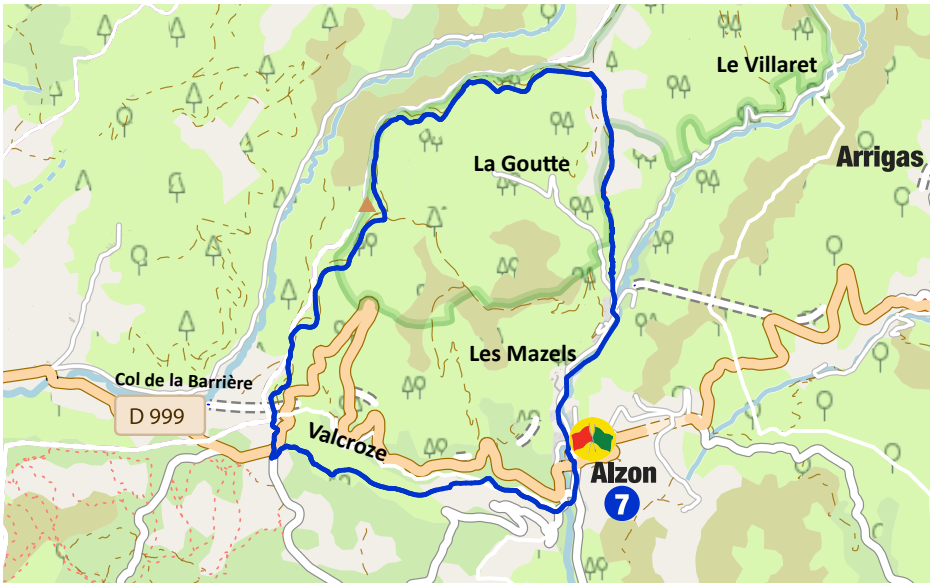 Le Villaret
Arrigas
La Goutte
Les Mazels
Col de la Barrière
D 999
Valcroze
Alzon
7